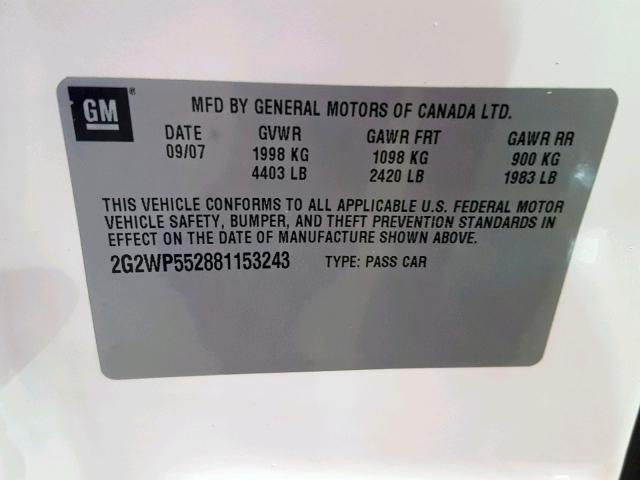 GM ®
MFD BY GENERAL MOTORS OF CANADA LTD.
DATE GVWR GAWR FRT GAWR RR
09/07 1998 KG 1098 KG 900 KG
4403 LB 2420 LB 1983 LB
THIS VEHICLE CONFORMS TO ALL APPLICABLE U.S. FEDERAL MOTOR
VEHICLE SAFETY, BUMPER, AND THEFT PREVENTION STANDARDS IN
EFFECT ON THE DATE OF MANUFACTURE SHOWN ABOVE.
2G2WP552881153243 TYPE: PASS CAR